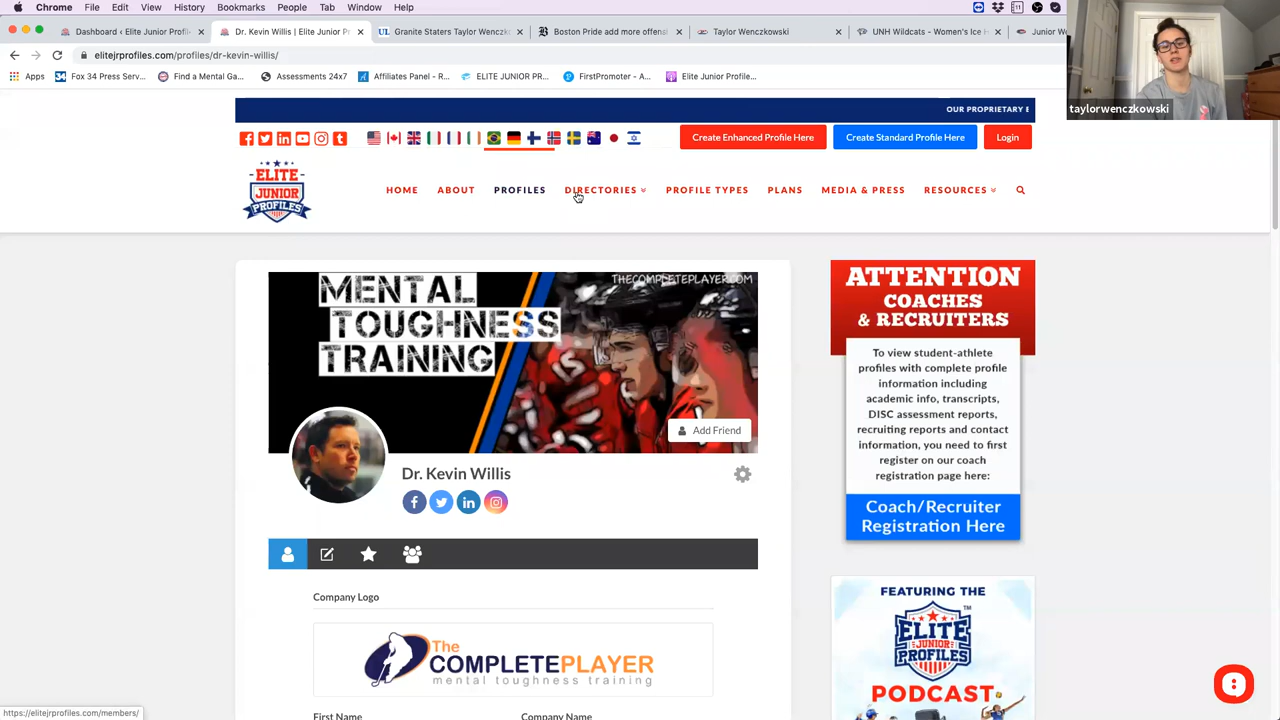 Chrome File Edit View History Bookmarks People Tab Window Help
Dashboard ‹ Elite Junior Profil
Dr. Kevin Willis | Elite Junior P
Granite Staters Taylor Wenczko
Boston Pride add more offensi
Taylor Wenczkowski
UNH Wildcats - Women's Ice H
Junior We
elitejrprofiles.com/profiles/dr-kevin-willis/
Apps Fox 34 Press Serv... Find a Mental Ga... Assessments 24x7 Affiliates Panel - R... ELITE JUNIOR PR... FirstPromoter - A... Elite Junior Profile...
taylorwenczkowski
OUR PROPRIETARY E
Create Enhanced Profile Here
Create Standard Profile Here
Login
ELITE
JUNIOR
PROFILES
HOME ABOUT PROFILES DIRECTORIES PROFILE TYPES PLANS MEDIA & PRESS RESOURCES
MENTAL
TOUGHNESS
TRAINING
THECOMPLETEPLAYER.COM
Add Friend
Dr. Kevin Willis
Company Logo
The
COMPLETEPLAYER
mental toughness training
First Name Company Name
ATTENTION
COACHES
& RECRUITERS
To view student-athlete
profiles with complete profile
information including
academic info, transcripts,
DISC assessment reports,
recruiting reports and contact
information, you need to first
register on our coach
registration page here:
Coach/Recruiter
Registration Here
FEATURING THE
ELITE
JUNIOR
PROFILES
TM
PODCAST
https://elitejrprofiles.com/members/